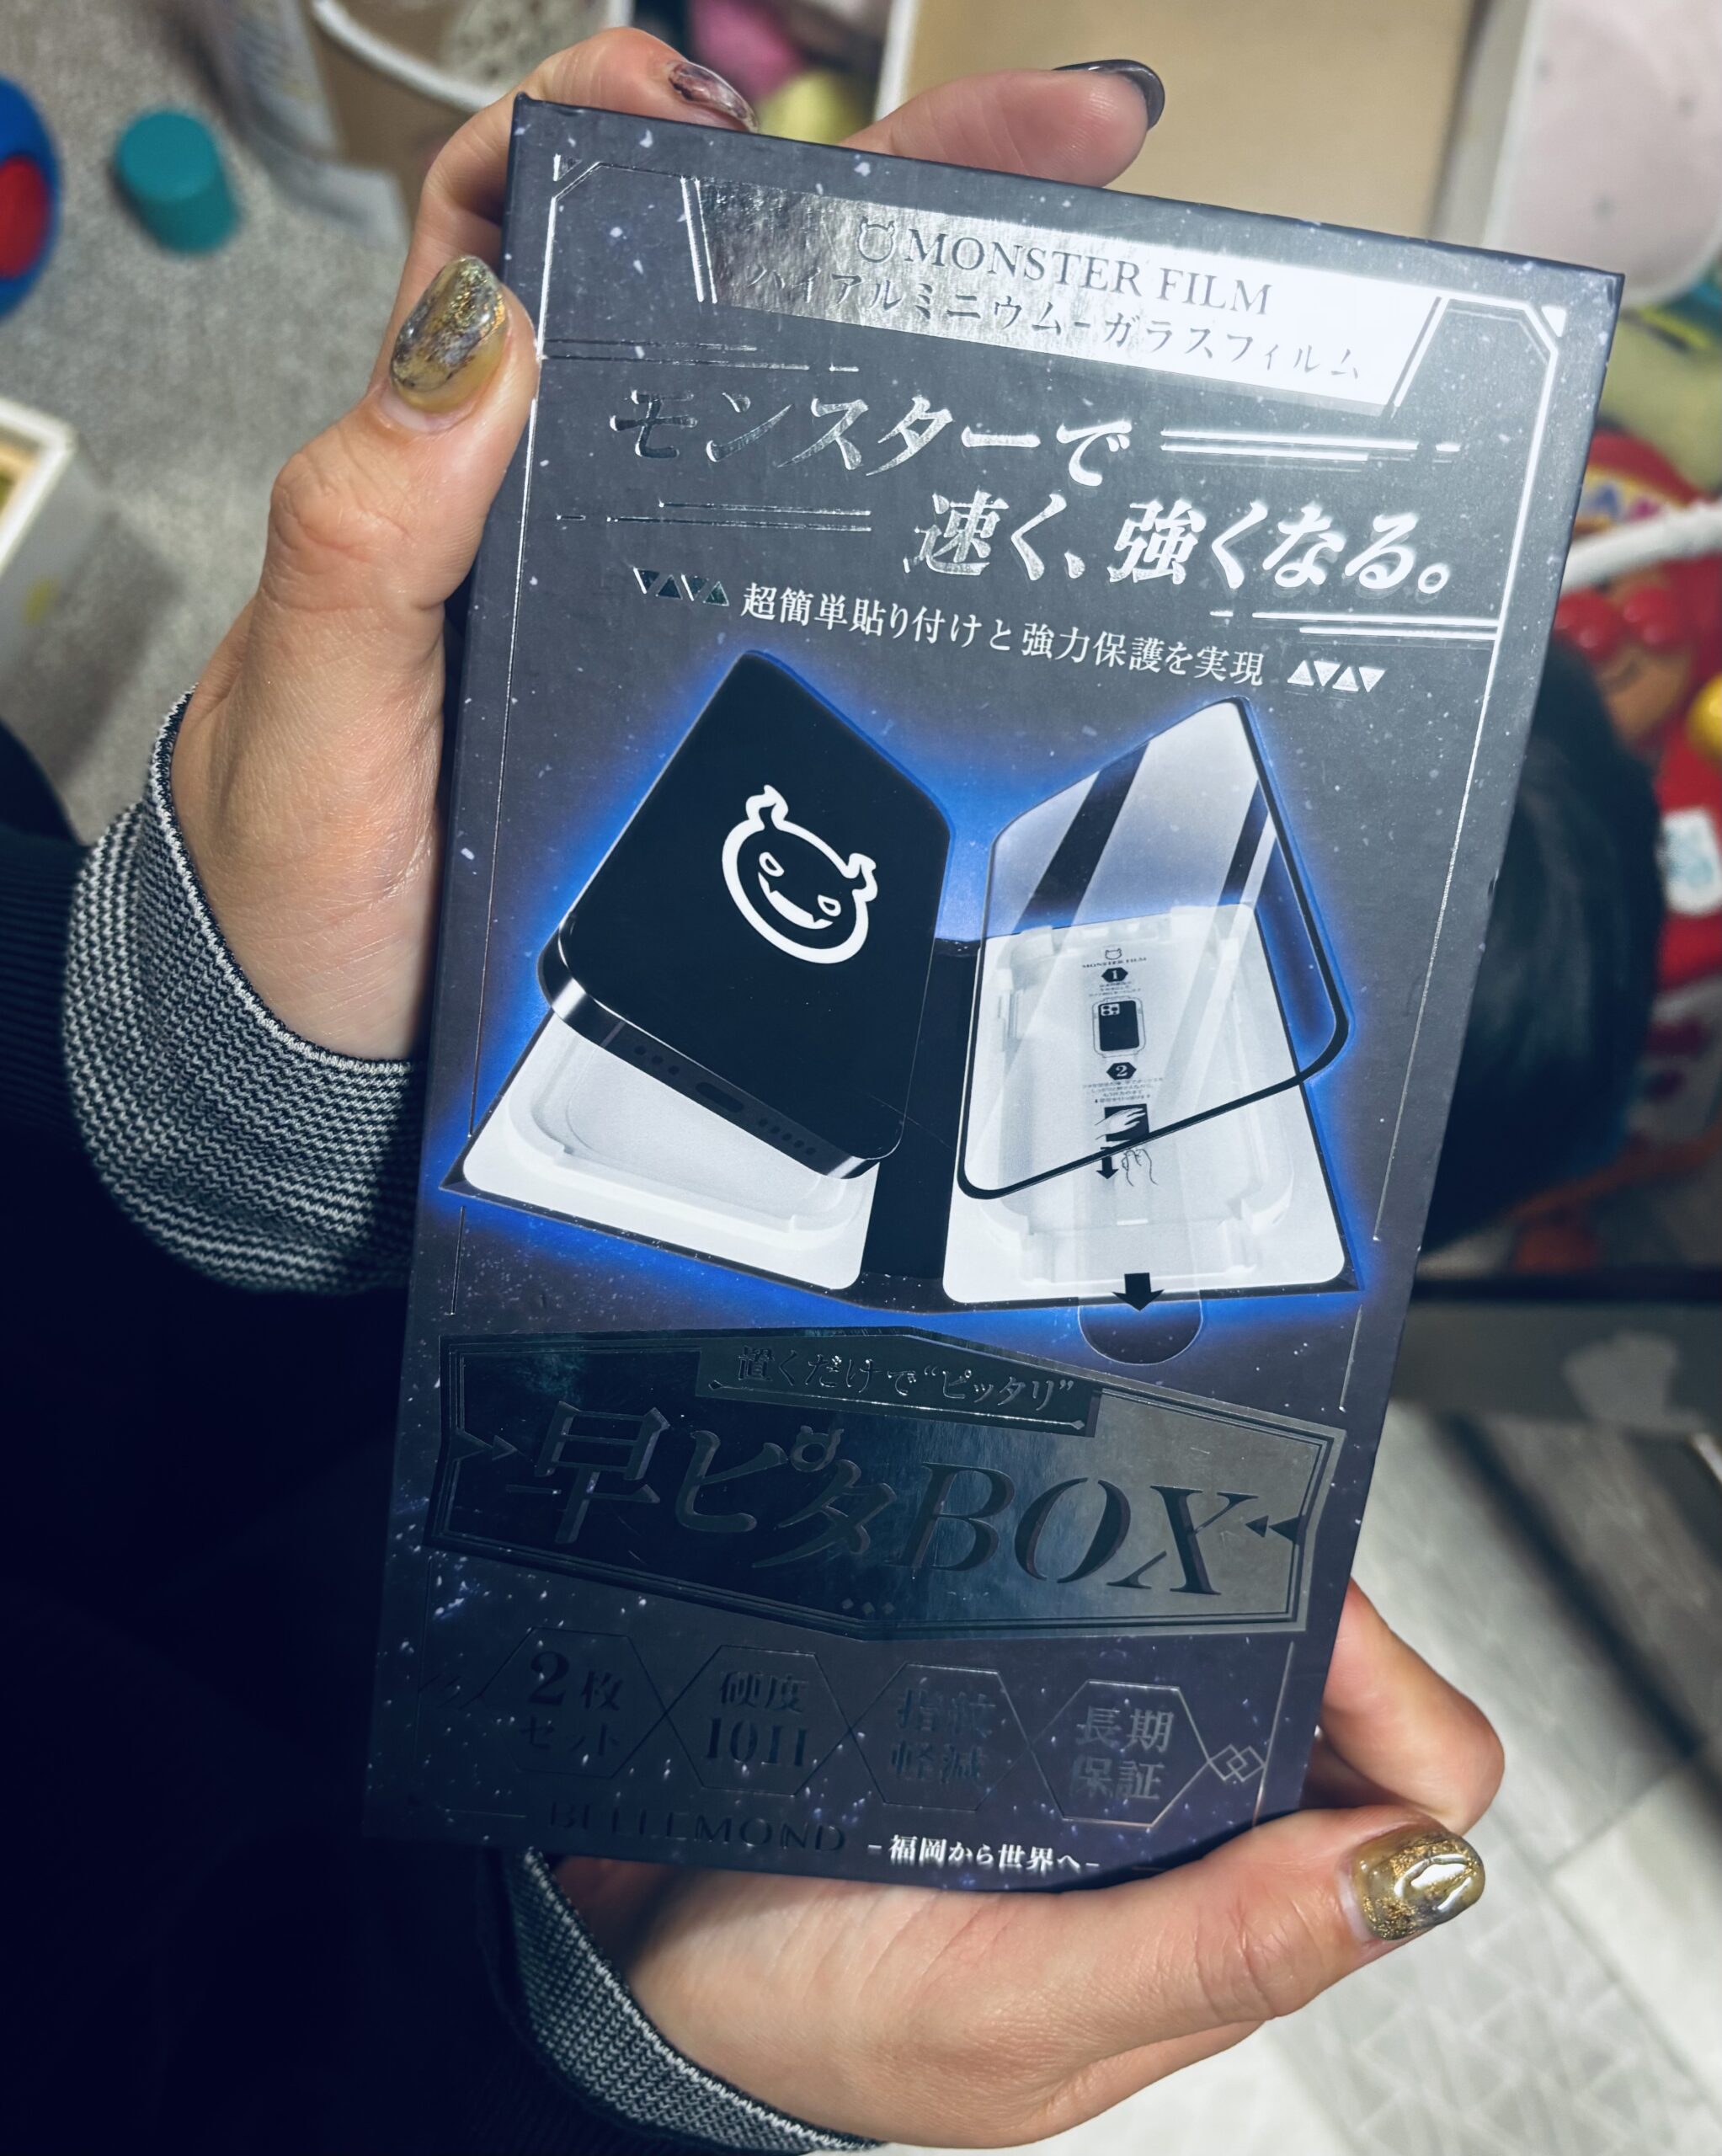 MONSTER FILM
ハイアルミニウム-ガラスフィルム
モンスターで
速く、強くなる。
超簡単貼り付けと強力保護を実現
MONSTER FILM
1
2
置くだけで“ピッタリ”
早ピタBOX
2枚
セット
硬度
10H
指紋
軽減
長期
保証
BELLEMOND
-福岡から世界へ-